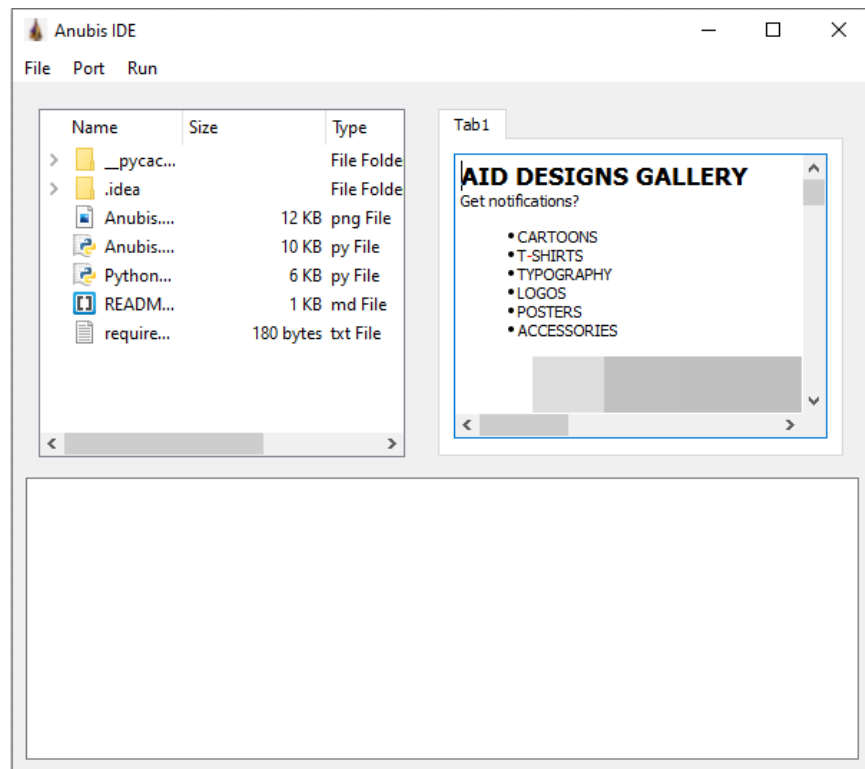 Anubis IDE
File Port Run
Name Size Type
__pycac... File Folde
.idea File Folde
Anubis.... 12 KB png File
Anubis.... 10 KB py File
Python... 6 KB py File
READM... 1 KB md File
require... 180 bytes txt File
Tab1
AID DESIGNS GALLERY
Get notifications?
• CARTOONS
• T-SHIRTS
• TYPOGRAPHY
• LOGOS
• POSTERS
• ACCESSORIES